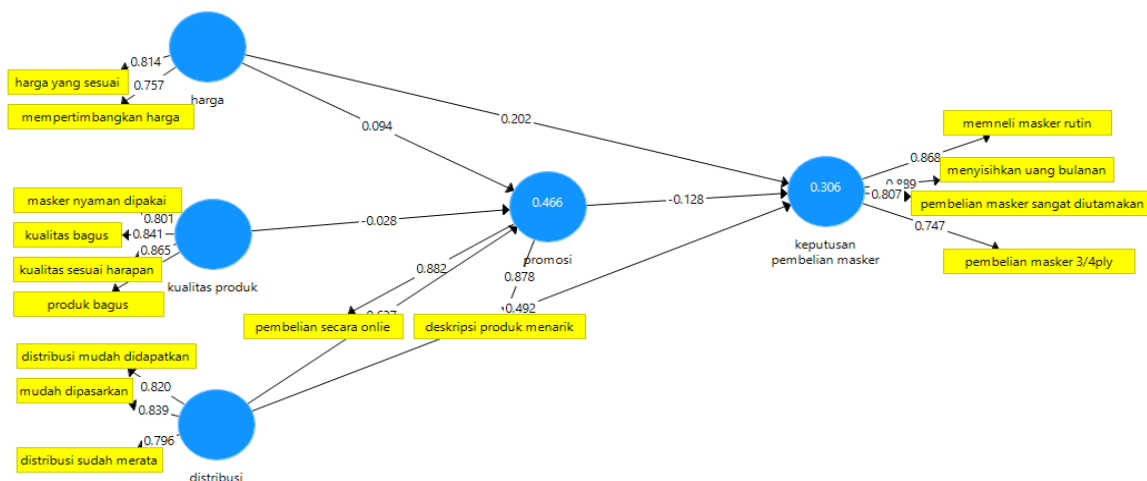 0.814
harga yang sesuai
0.757
mempertimbangkan harga
harga
0.094
0.202
masker nyaman dipakai
0.801
kualitas bagus
0.841
0.865
kualitas sesuai harapan
produk bagus
kualitas produk
-0.028
0.466
promosi
-0.128
0.882
0.878
pembelian secara onlie
deskripsi produk menarik
0.492
0.306
keputusan
pembelian masker
memneli masker rutin
0.868
menyisihkan uang bulanan
0.807
pembelian masker sangat diutamakan
0.747
pembelian masker 3/4ply
distribusi mudah didapatkan
0.820
mudah dipasarkan
0.839
0.796
distribusi sudah merata
distribusi